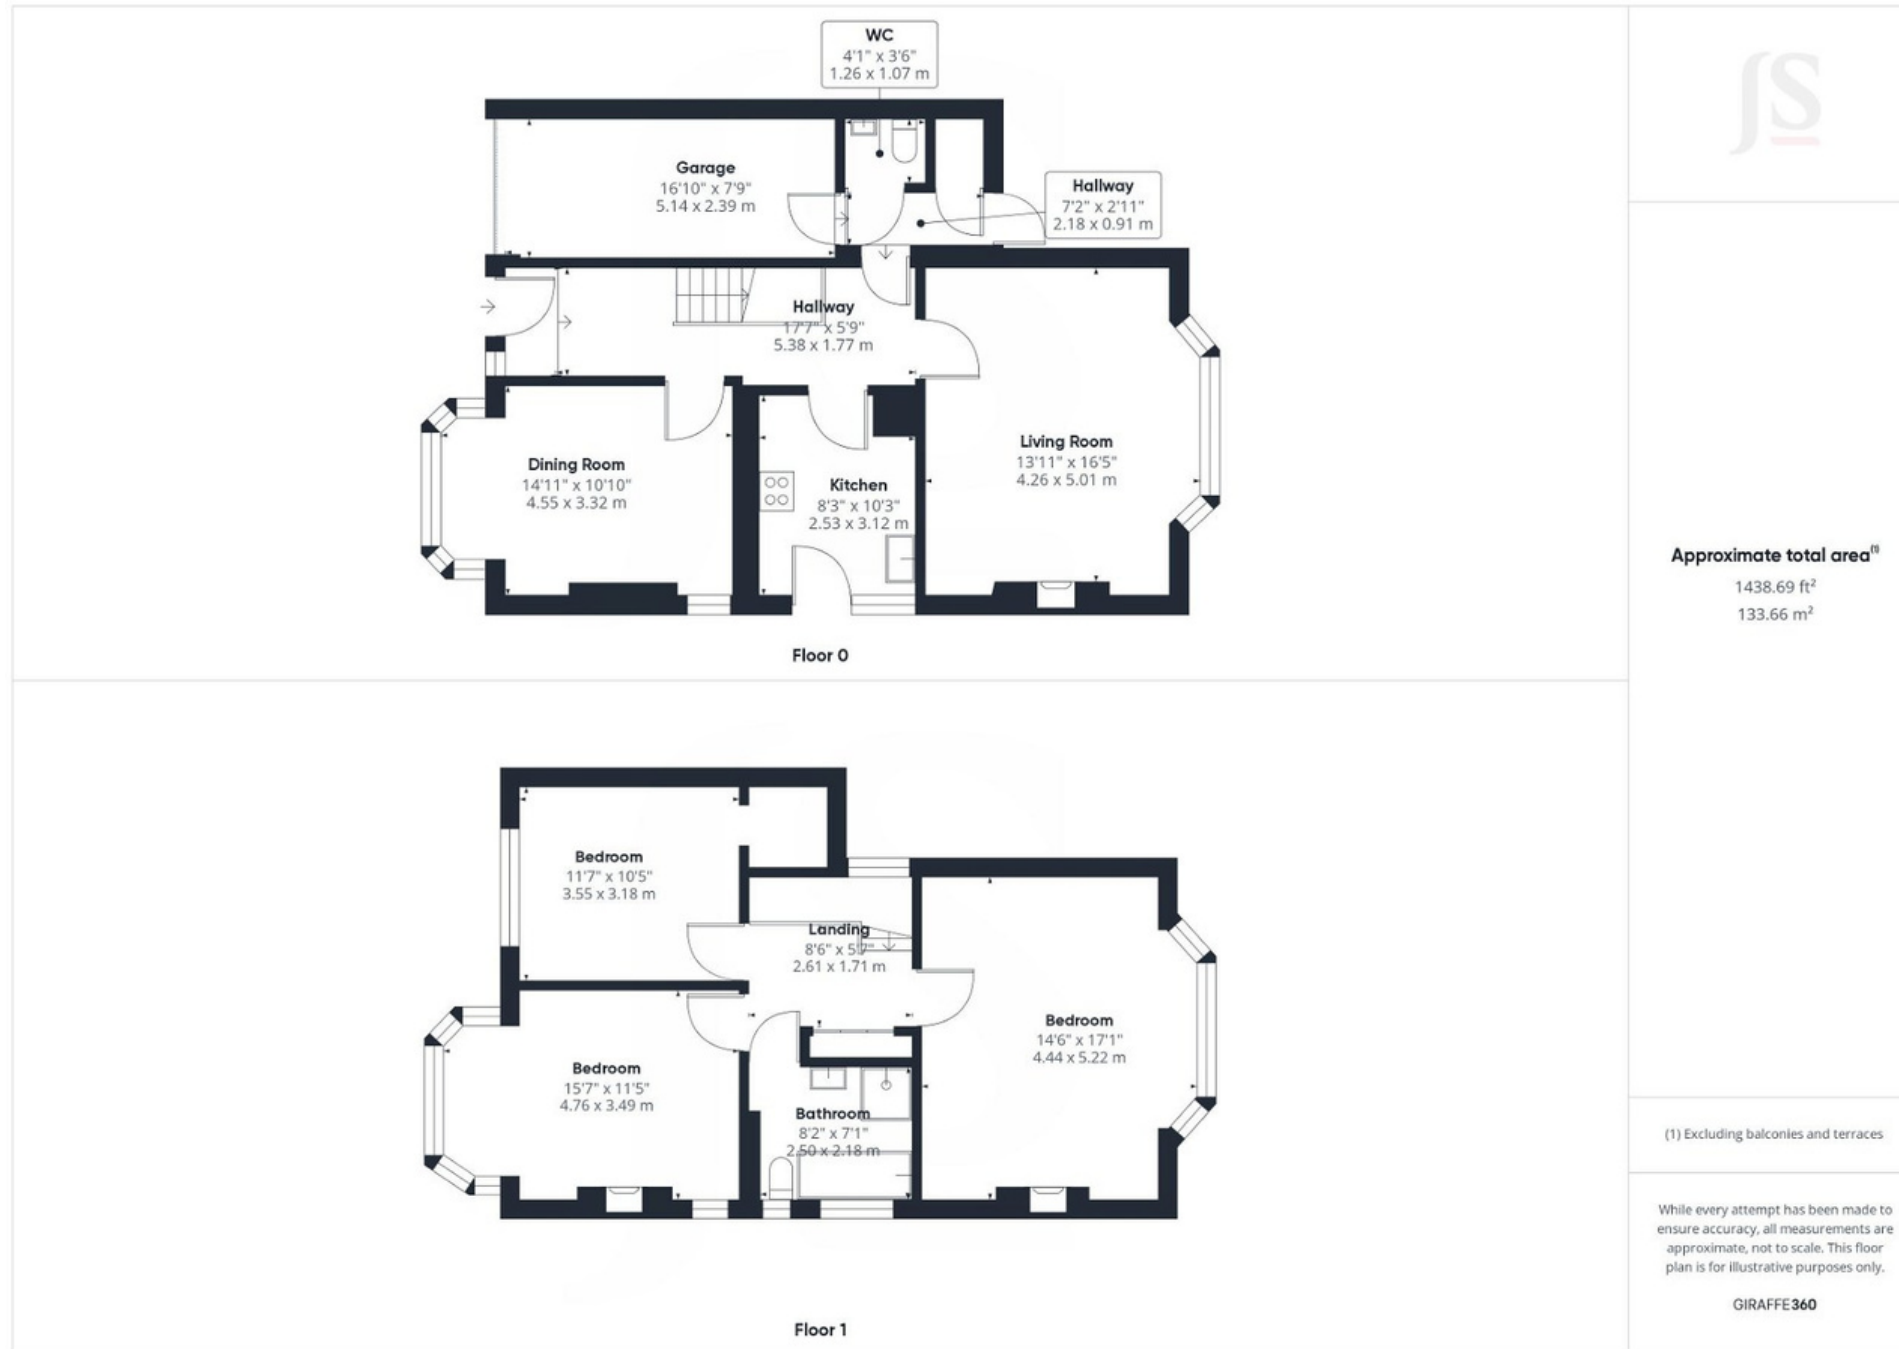 WC
4'1" x 3'6"
1.26 x 1.07 m
Garage
16'10" x 7'9"
5.14 x 2.39 m
Hallway
7'2" x 2'11"
2.18 x 0.91 m
Hallway
17'7" x 5'9"
5.38 x 1.77 m
Dining Room
14'11" x 10'10"
4.55 x 3.32 m
Kitchen
8'3" x 10'3"
2.53 x 3.12 m
Living Room
13'11" x 16'5"
4.26 x 5.01 m
Floor 0
Bedroom
11'7" x 10'5"
3.55 x 3.18 m
Landing
8'6" x 5'7"
2.61 x 1.71 m
Bedroom
15'7" x 11'5"
4.76 x 3.49 m
Bathroom
8'2" x 7'1"
2.50 x 2.18 m
Bedroom
14'6" x 17'1"
4.44 x 5.22 m
Floor 1
JS
Approximate total area(1)
1438.69 ft²
133.66 m²
(1) Excluding balconies and terraces
While every attempt has been made to
ensure accuracy, all measurements are
approximate, not to scale. This floor
plan is for illustrative purposes only.
GIRAFFE360